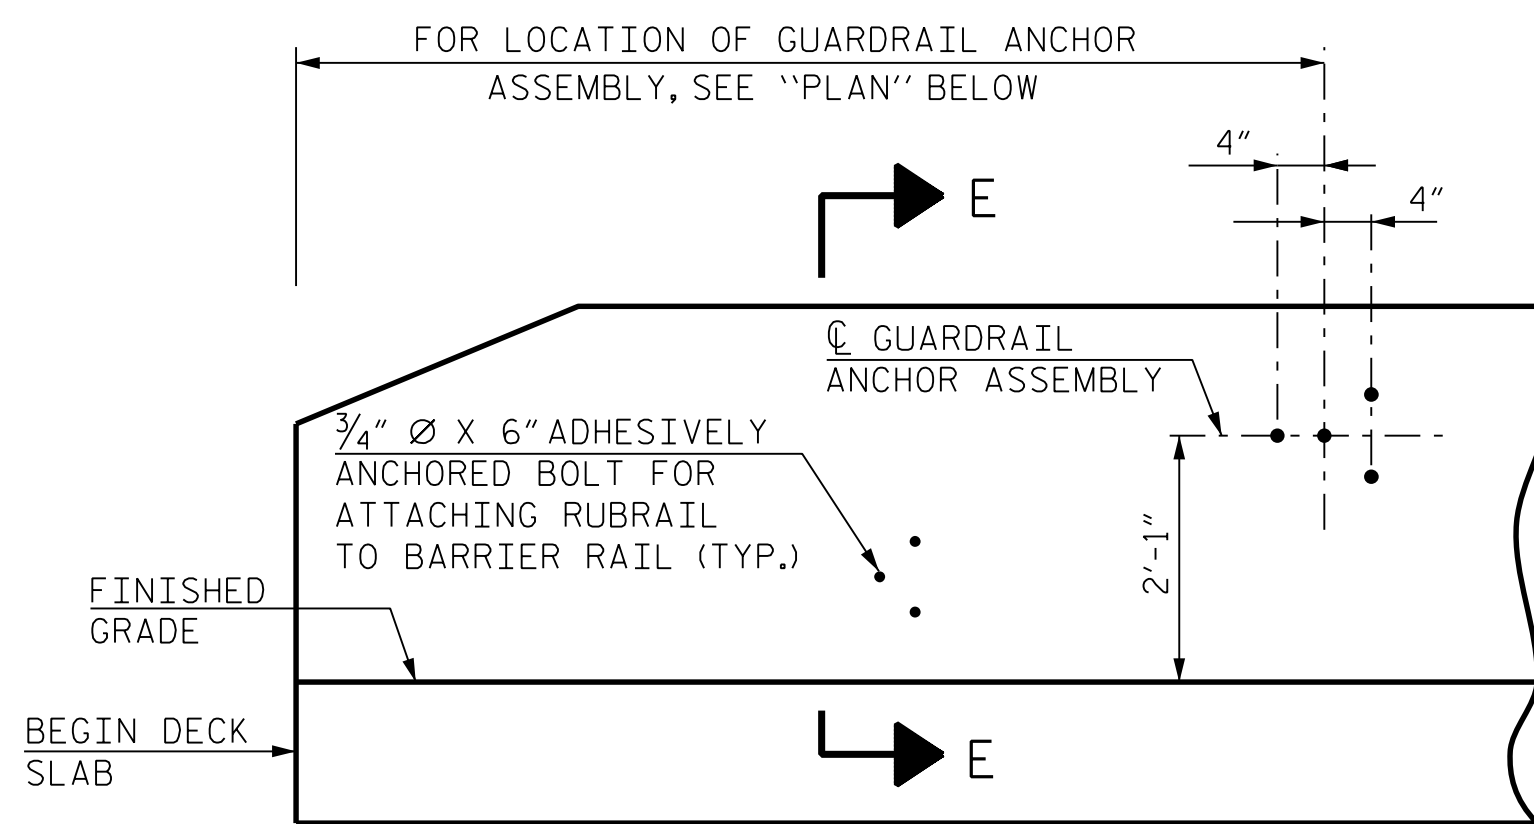 FOR LOCATION OF GUARDRAIL ANCHOR
ASSEMBLY, SEE "PLAN" BELOW
4"
E
4"
℄ GUARDRAIL
ANCHOR ASSEMBLY
3/4" Ø X 6" ADHESIVELY
ANCHORED BOLT FOR
ATTACHING RUBRAIL
TO BARRIER RAIL (TYP.)
2'-1"
FINISHED
GRADE
BEGIN DECK
SLAB
E